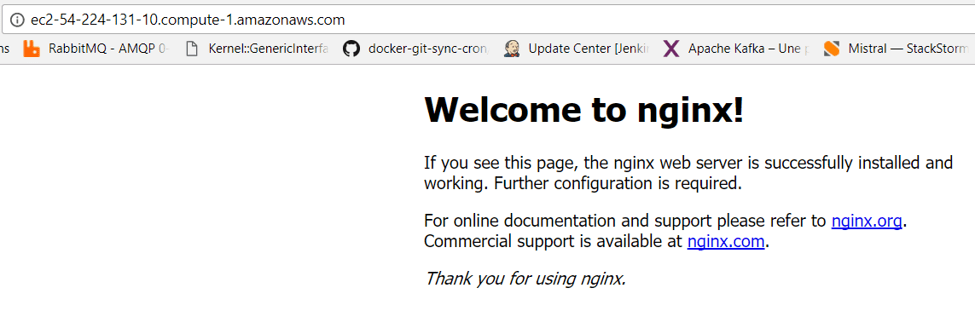 ec2-54-224-131-10.compute-1.amazonaws.com
ns RabbitMQ - AMQP 0- Kernel::GenericInterfa docker-git-sync-cron Update Center [Jenki Apache Kafka – Une p Mistral — StackStorm
Welcome to nginx!
If you see this page, the nginx web server is successfully installed and
working. Further configuration is required.
For online documentation and support please refer to nginx.org.
Commercial support is available at nginx.com.
Thank you for using nginx.